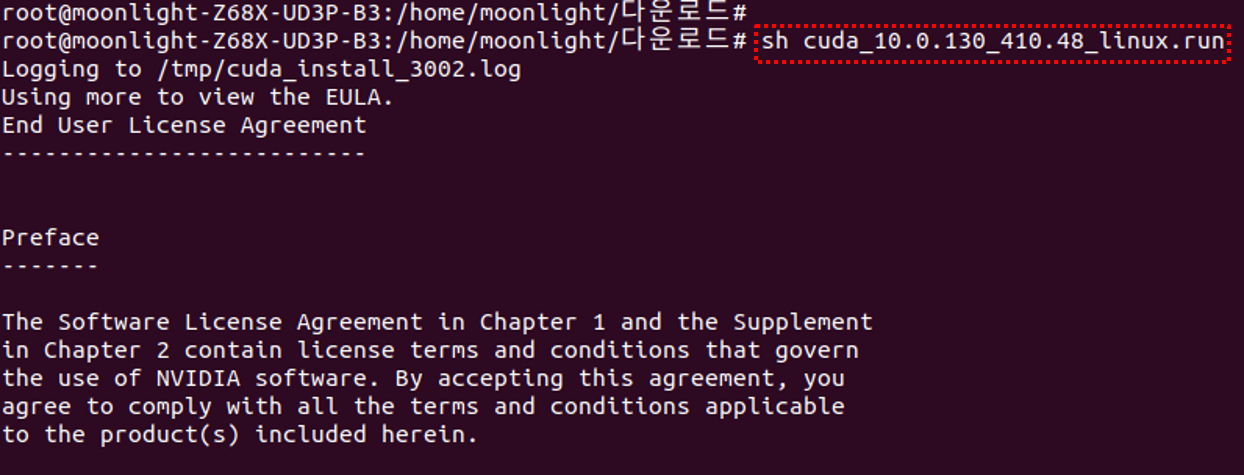 root@moonlight-Z68X-UD3P-B3:/home/moonlight/다운로드#
root@moonlight-Z68X-UD3P-B3:/home/moonlight/다운로드# sh cuda_10.0.130_410.48_linux.run
Logging to /tmp/cuda_install_3002.log
Using more to view the EULA.
End User License Agreement
--------------------------
Preface
-------
The Software License Agreement in Chapter 1 and the Supplement
in Chapter 2 contain license terms and conditions that govern
the use of NVIDIA software. By accepting this agreement, you
agree to comply with all the terms and conditions applicable
to the product(s) included herein.